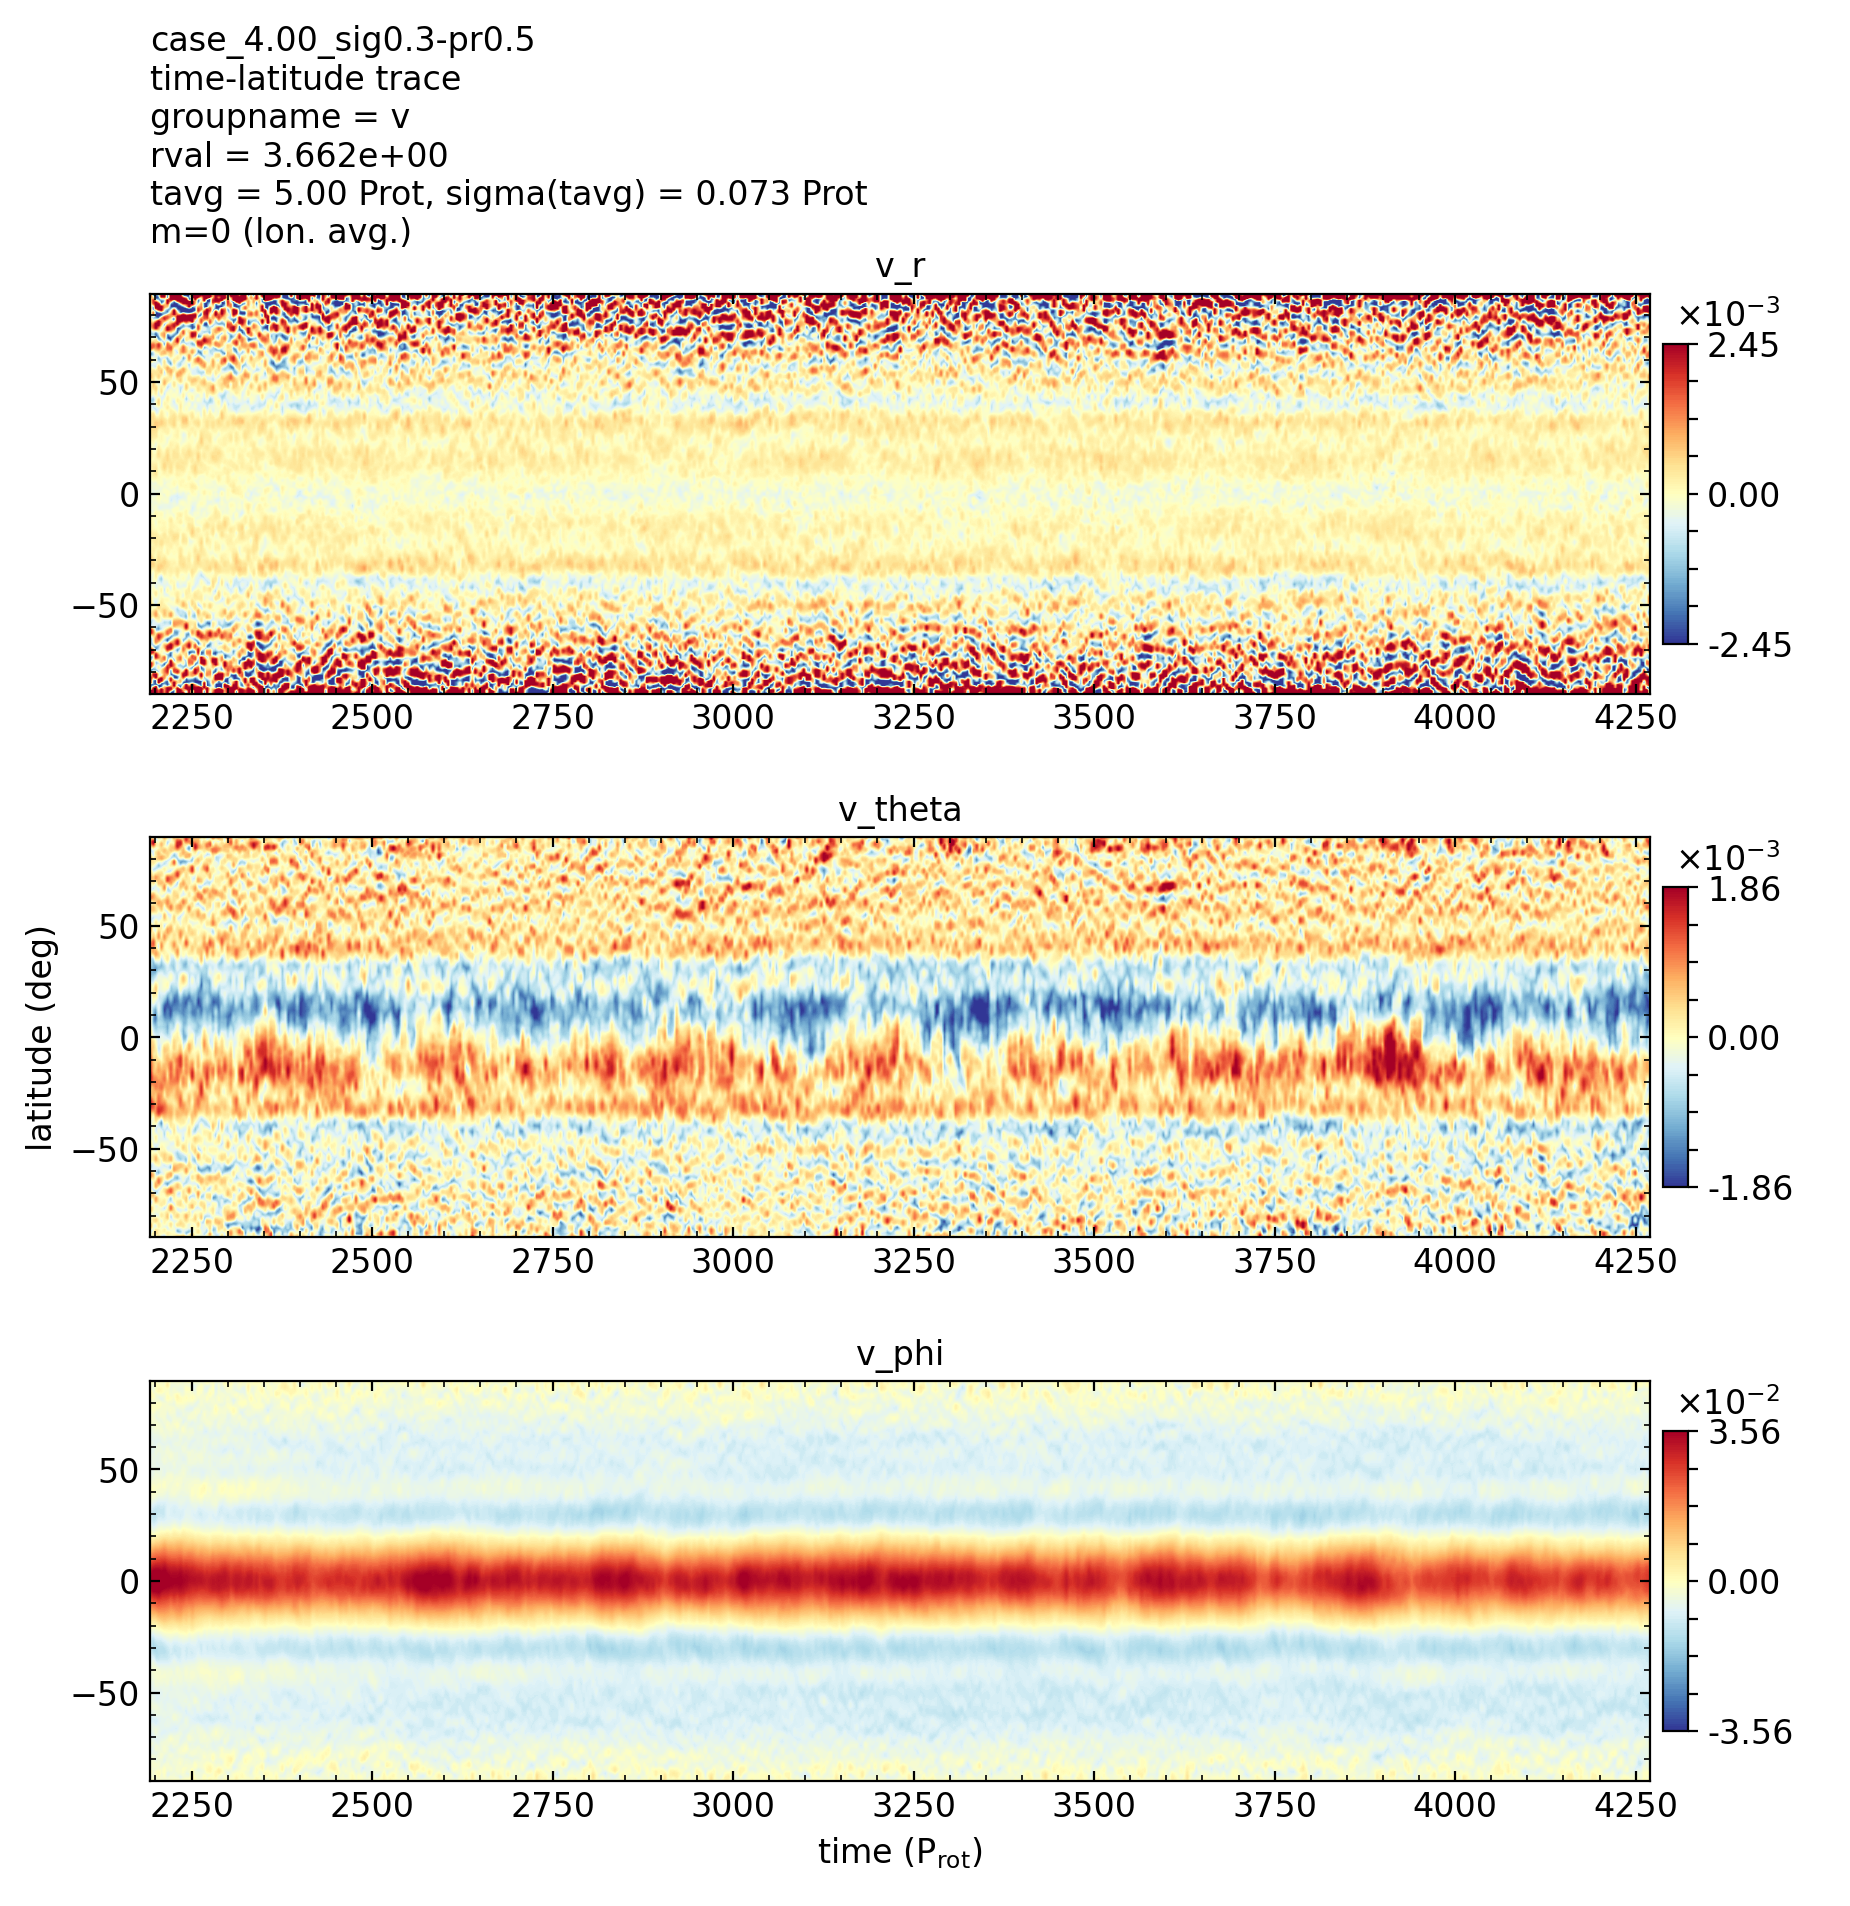 case_4.00_sig0.3-pr0.5
time-latitude trace
groupname = v
rval = 3.662e+00
tavg = 5.00 Prot, sigma(tavg) = 0.073 Prot
m=0 (lon. avg.)
v_r
×10⁻³
2.45
0.00
-2.45
50
0
−50
2250 2500 2750 3000 3250 3500 3750 4000 4250
v_theta
×10⁻³
1.86
0.00
-1.86
50
0
−50
latitude (deg)
2250 2500 2750 3000 3250 3500 3750 4000 4250
v_phi
×10⁻²
3.56
0.00
-3.56
50
0
−50
2250 2500 2750 3000 3250 3500 3750 4000 4250
time (P_rot)